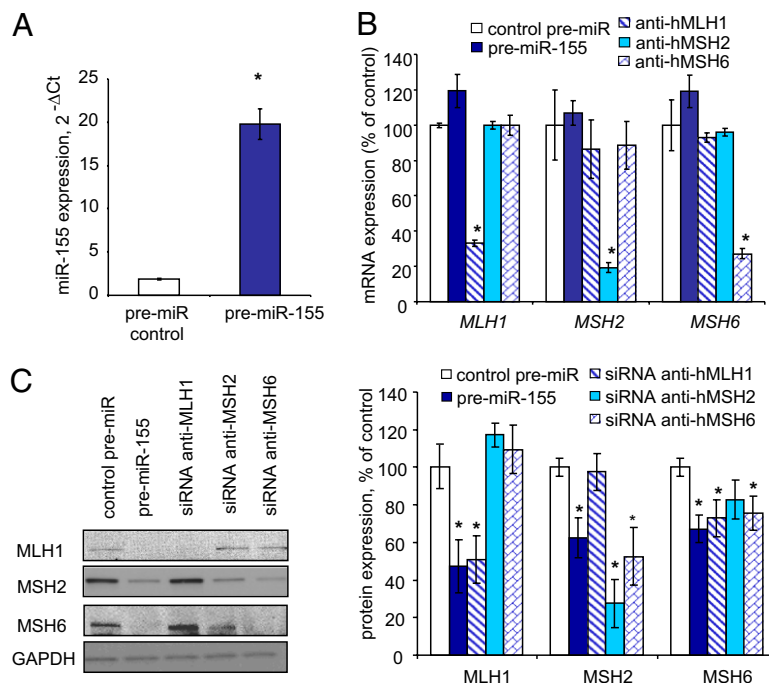 A
miR-155 expression, 2^-ΔCt
25
20
15
10
5
0
*
pre-miR control
pre-miR-155
B
control pre-miR
pre-miR-155
anti-hMLH1
anti-hMSH2
anti-hMSH6
mRNA expression (% of control)
140
120
100
80
60
40
20
0
*
*
*
MLH1
MSH2
MSH6
C
control pre-miR
pre-miR-155
siRNA anti-MLH1
siRNA anti-MSH2
siRNA anti-MSH6
MLH1
MSH2
MSH6
GAPDH
control pre-miR
pre-miR-155
siRNA anti-hMLH1
siRNA anti-hMSH2
siRNA anti-hMSH6
protein expression, % of control
140
120
100
80
60
40
20
0
* *
*
*
*
* * *
MLH1
MSH2
MSH6